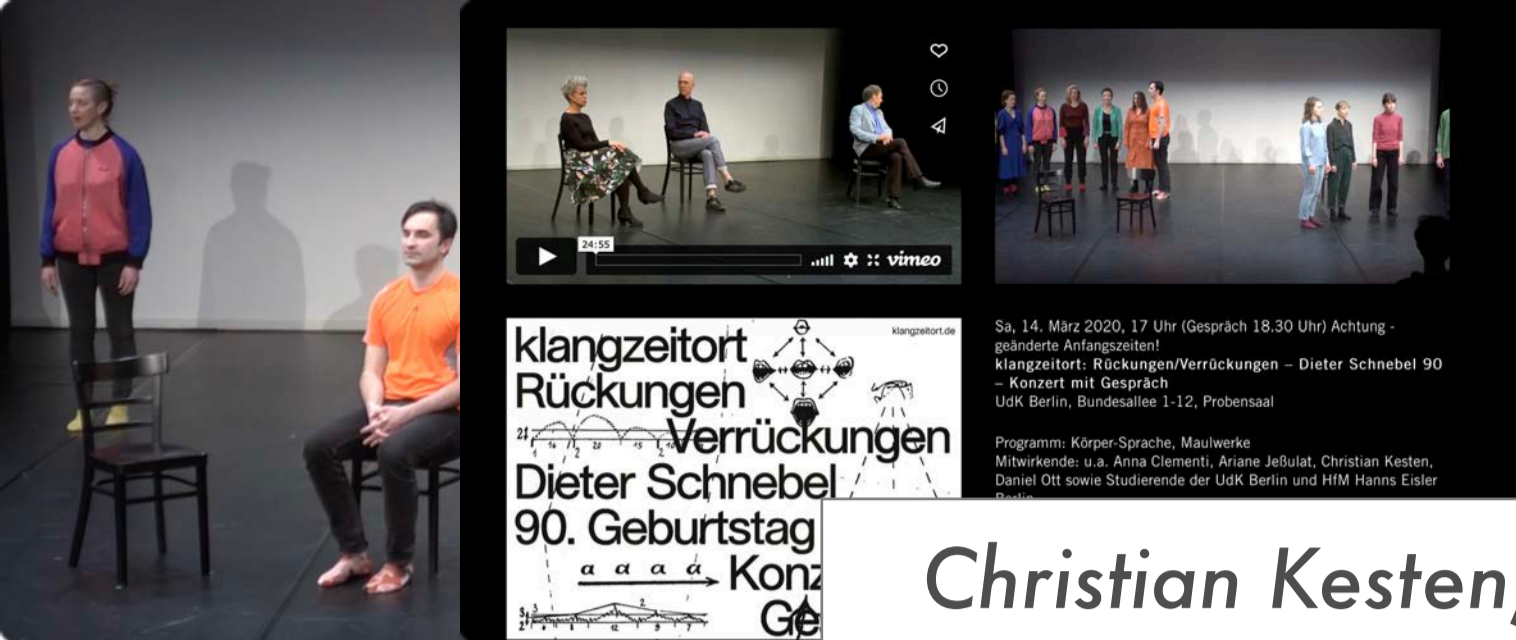 24:55
vimeo
klangzeitort
klangzeitort.de
Rückungen
Verrückungen
Dieter Schnebel
90. Geburtstag
a a a a
Konz
Ge
Sa, 14. März 2020, 17 Uhr (Gespräch 18.30 Uhr) Achtung -
geänderte Anfangszeiten!
klangzeitort: Rückungen/Verrückungen – Dieter Schnebel 90
– Konzert mit Gespräch
UdK Berlin, Bundesallee 1-12, Probensaal
Programm: Körper-Sprache, Maulwerke
Mitwirkende: u.a. Anna Clementi, Ariane Jeßulat, Christian Kesten,
Daniel Ott sowie Studierende der UdK Berlin und HfM Hanns Eisler
Berlin
Christian Kesten,